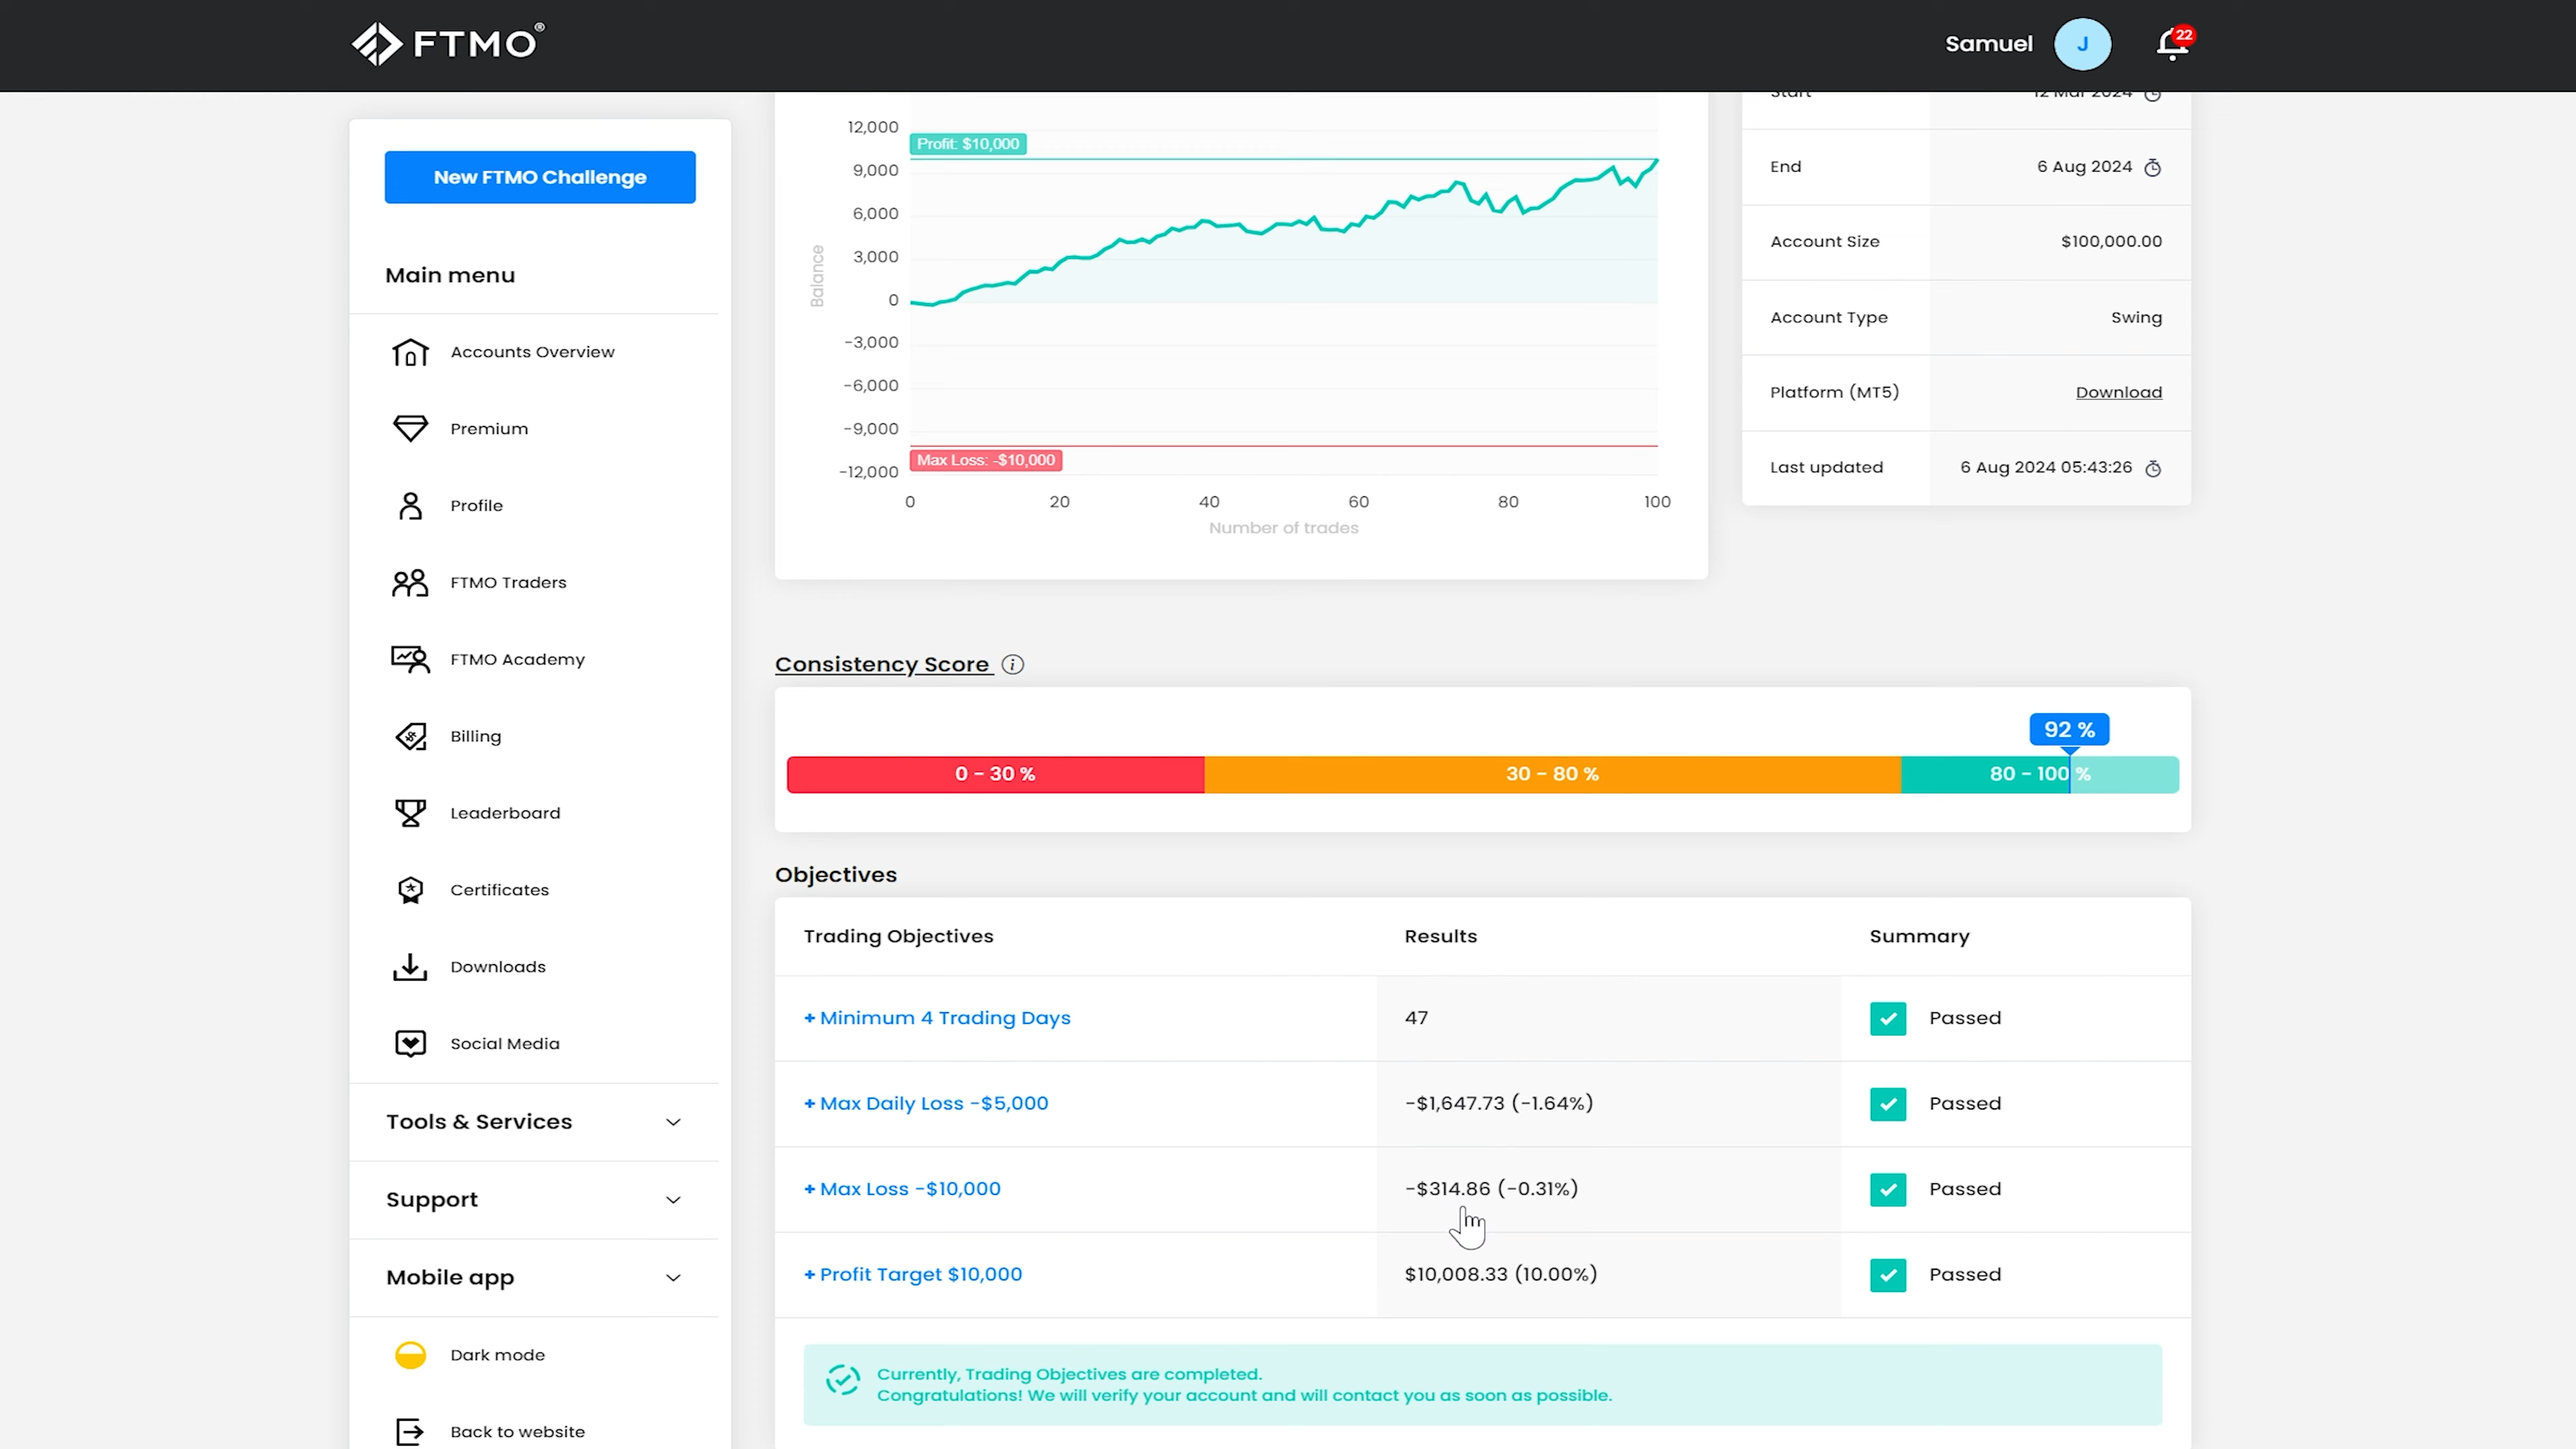 FTMO®
Samuel
J
22
New FTMO Challenge
Main menu
Accounts Overview
Premium
Profile
FTMO Traders
FTMO Academy
Billing
Leaderboard
Certificates
Downloads
Social Media
Tools & Services
Support
Mobile app
Dark mode
Back to website
12,000
9,000
6,000
3,000
0
-3,000
-6,000
-9,000
-12,000
Balance
Profit: $10,000
Max Loss: -$10,000
0 20 40 60 80 100
Number of trades
Start 12 Mar 2024
End 6 Aug 2024
Account Size $100,000.00
Account Type Swing
Platform (MT5) Download
Last updated 6 Aug 2024 05:43:26
Consistency Score
92 %
0 - 30 % 30 - 80 % 80 - 100 %
Objectives
Trading Objectives Results Summary
+ Minimum 4 Trading Days 47 Passed
+ Max Daily Loss -$5,000 -$1,647.73 (-1.64%) Passed
+ Max Loss -$10,000 -$314.86 (-0.31%) Passed
+ Profit Target $10,000 $10,008.33 (10.00%) Passed
Currently, Trading Objectives are completed.
Congratulations! We will verify your account and will contact you as soon as possible.